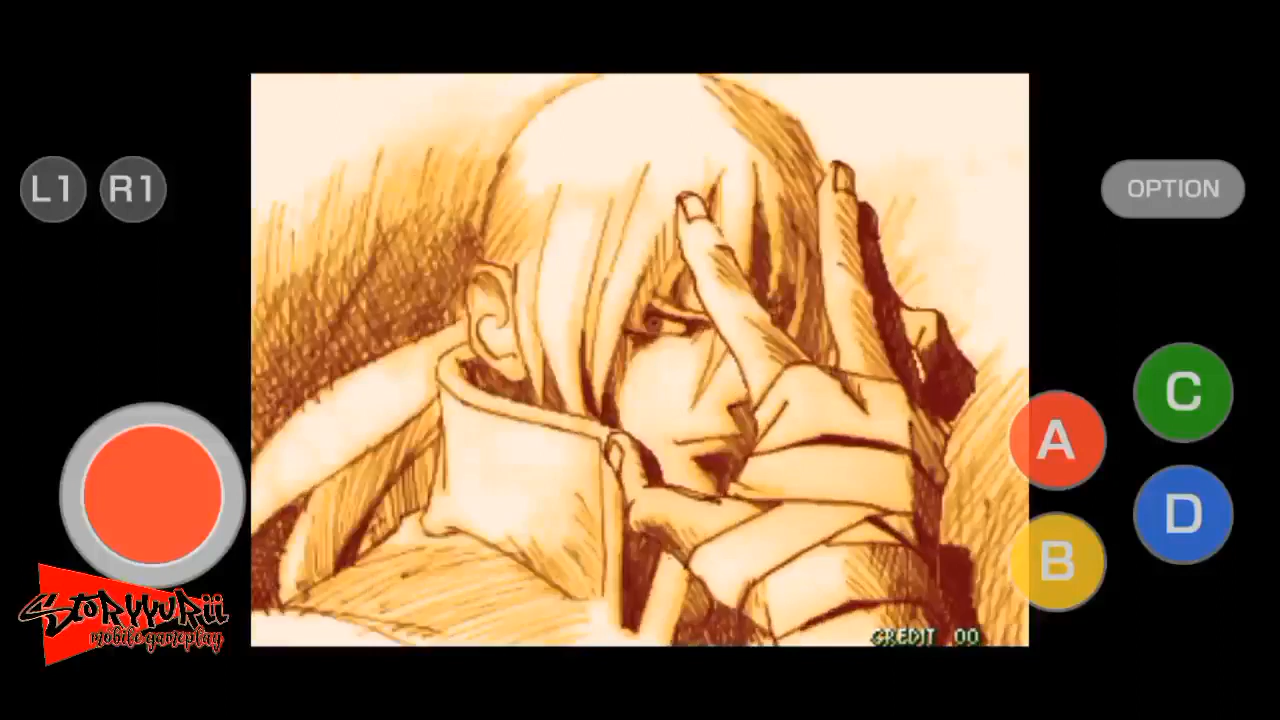 L1 R1
OPTION
C
A
D
B
SToRYYURii
mobile gameplay
CREDIT 00